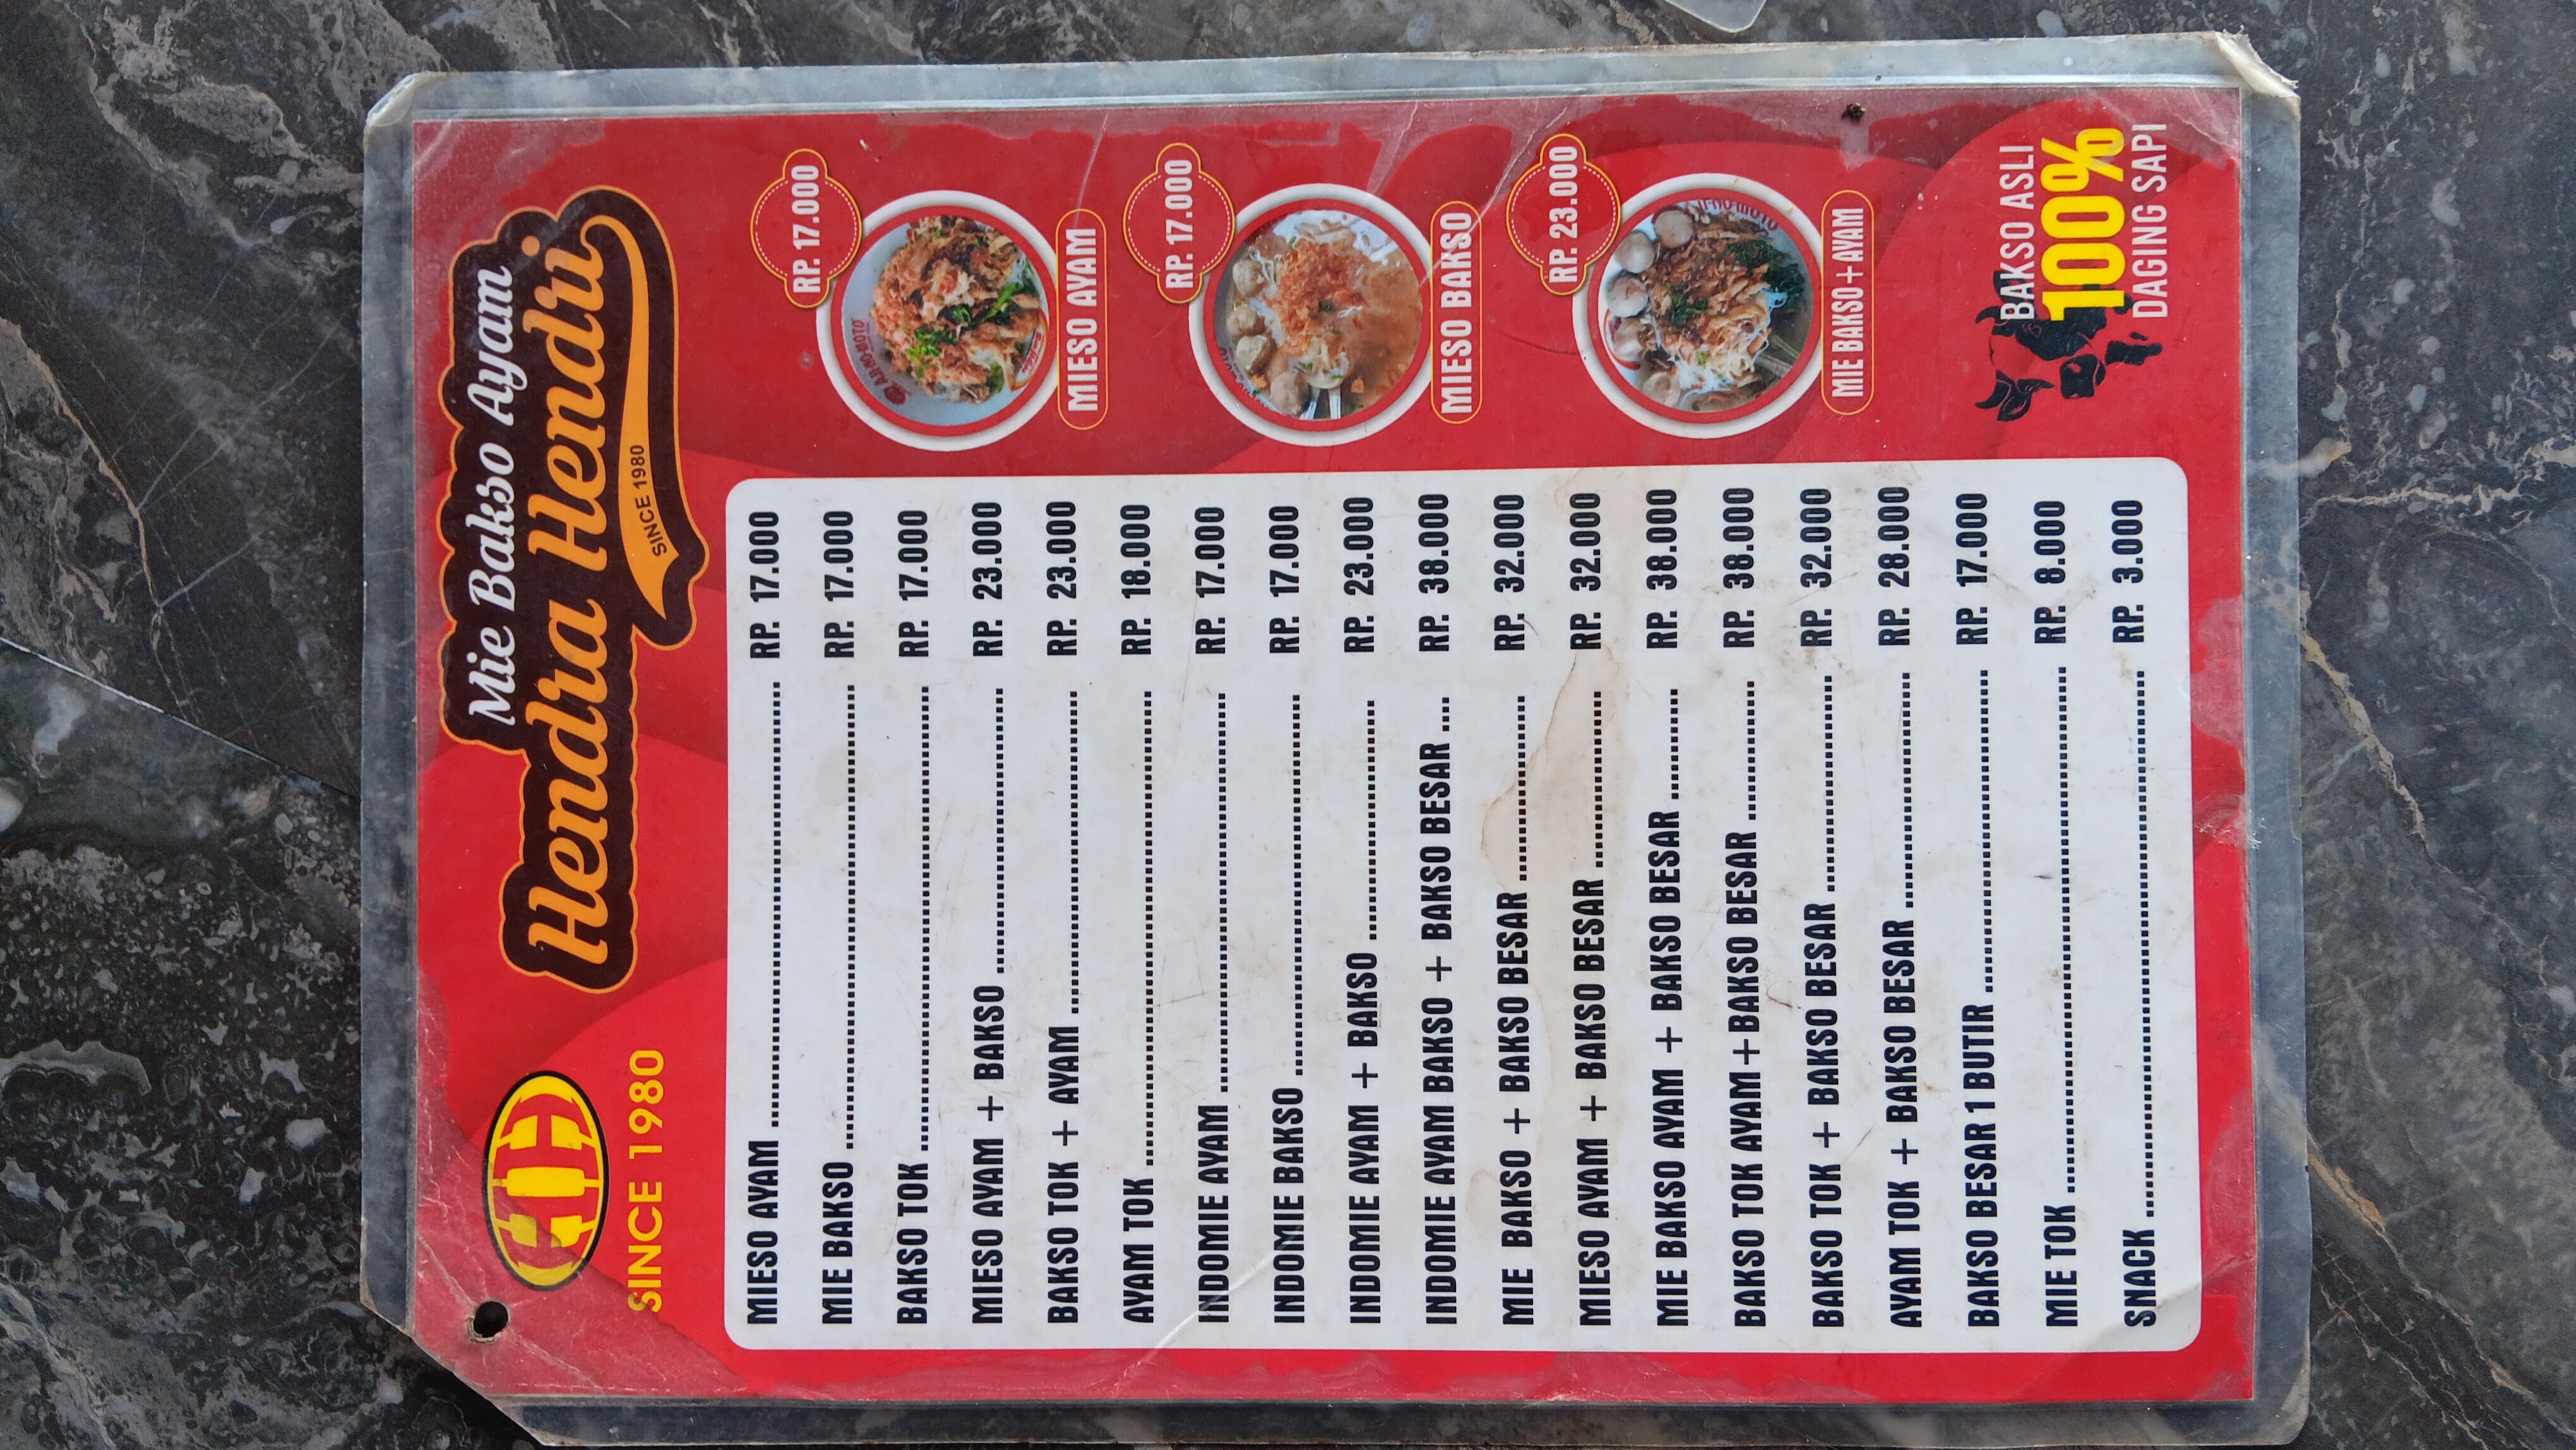 HH
SINCE 1980
Mie Bakso Ayam
Hendra Hendri
SINCE 1980
MIESO AYAM ............ RP. 17.000
MIE BAKSO ............ RP. 17.000
BAKSO TOK ............ RP. 17.000
MIESO AYAM + BAKSO ............ RP. 23.000
BAKSO TOK + AYAM ............ RP. 23.000
AYAM TOK ............ RP. 18.000
INDOMIE AYAM ............ RP. 17.000
INDOMIE BAKSO ............ RP. 17.000
INDOMIE AYAM + BAKSO ............ RP. 23.000
INDOMIE AYAM BAKSO + BAKSO BESAR .... RP. 38.000
MIE BAKSO + BAKSO BESAR ............ RP. 32.000
MIESO AYAM + BAKSO BESAR ............ RP. 32.000
MIE BAKSO AYAM + BAKSO BESAR ............ RP. 38.000
BAKSO TOK AYAM+BAKSO BESAR ............ RP. 38.000
BAKSO TOK + BAKSO BESAR ............ RP. 32.000
AYAM TOK + BAKSO BESAR ............ RP. 28.000
BAKSO BESAR 1 BUTIR ............ RP. 17.000
MIE TOK ............ RP. 8.000
SNACK ............ RP. 3.000
RP. 17.000
AJI-NO-MOTO
MIESO AYAM
RP. 17.000
MIESO BAKSO
RP. 23.000
MIE BAKSO+AYAM
BAKSO ASLI
100%
DAGING SAPI